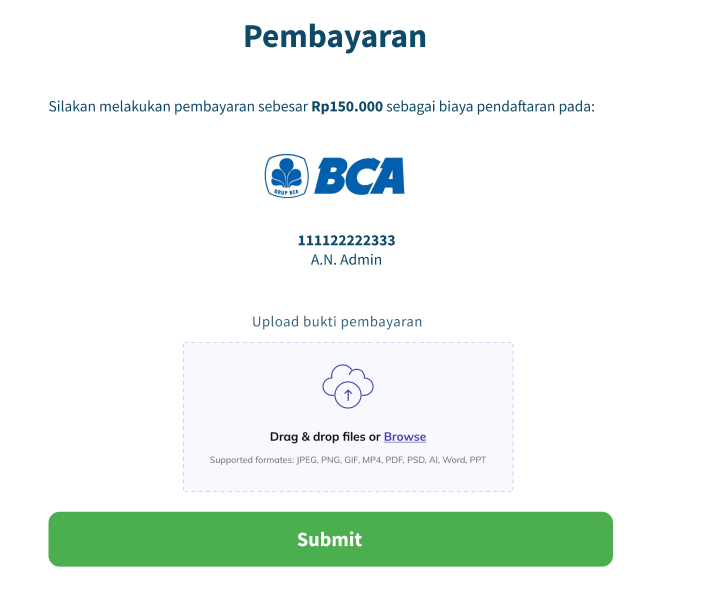 Pembayaran
Silakan melakukan pembayaran sebesar Rp150.000 sebagai biaya pendaftaran pada:
GRUP BCA
BCA
111122222333
A.N. Admin
Upload bukti pembayaran
Drag & drop files or Browse
Supported formates: JPEG, PNG, GIF, MP4, PDF, PSD, AI, Word, PPT
Submit